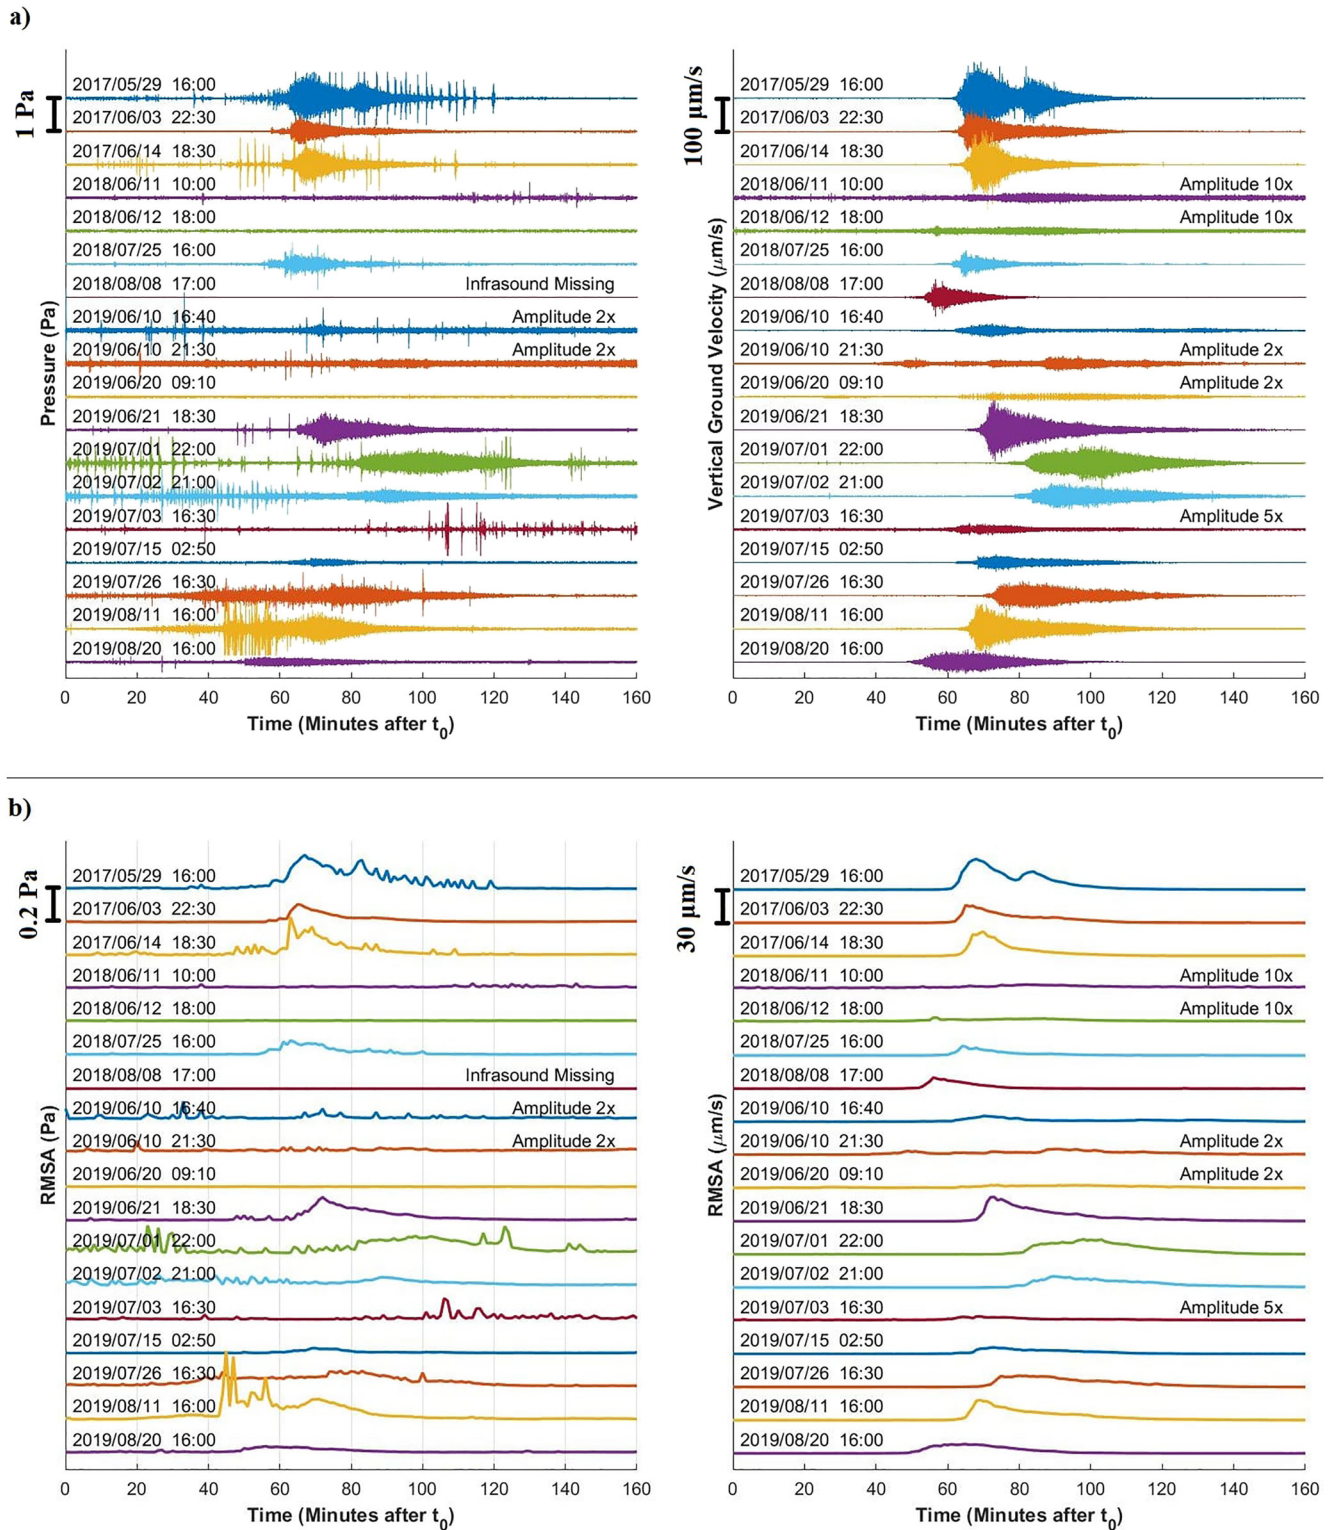 a)
1 Pa
Pressure (Pa)
2017/05/29 16:00
2017/06/03 22:30
2017/06/14 18:30
2018/06/11 10:00
2018/06/12 18:00
2018/07/25 16:00
2018/08/08 17:00 Infrasound Missing
2019/06/10 16:40 Amplitude 2x
2019/06/10 21:30 Amplitude 2x
2019/06/20 09:10
2019/06/21 18:30
2019/07/01 22:00
2019/07/02 21:00
2019/07/03 16:30
2019/07/15 02:50
2019/07/26 16:30
2019/08/11 16:00
2019/08/20 16:00
0 20 40 60 80 100 120 140 160
Time (Minutes after t0)
100 μm/s
Vertical Ground Velocity (μm/s)
2017/05/29 16:00
2017/06/03 22:30
2017/06/14 18:30
2018/06/11 10:00 Amplitude 10x
2018/06/12 18:00 Amplitude 10x
2018/07/25 16:00
2018/08/08 17:00
2019/06/10 16:40
2019/06/10 21:30 Amplitude 2x
2019/06/20 09:10 Amplitude 2x
2019/06/21 18:30
2019/07/01 22:00
2019/07/02 21:00
2019/07/03 16:30 Amplitude 5x
2019/07/15 02:50
2019/07/26 16:30
2019/08/11 16:00
2019/08/20 16:00
0 20 40 60 80 100 120 140 160
Time (Minutes after t0)
b)
0.2 Pa
RMSA (Pa)
2017/05/29 16:00
2017/06/03 22:30
2017/06/14 18:30
2018/06/11 10:00
2018/06/12 18:00
2018/07/25 16:00
2018/08/08 17:00 Infrasound Missing
2019/06/10 16:40 Amplitude 2x
2019/06/10 21:30 Amplitude 2x
2019/06/20 09:10
2019/06/21 18:30
2019/07/01 22:00
2019/07/02 21:00
2019/07/03 16:30
2019/07/15 02:50
2019/07/26 16:30
2019/08/11 16:00
2019/08/20 16:00
0 20 40 60 80 100 120 140 160
Time (Minutes after t0)
30 μm/s
RMSA (μm/s)
2017/05/29 16:00
2017/06/03 22:30
2017/06/14 18:30
2018/06/11 10:00 Amplitude 10x
2018/06/12 18:00 Amplitude 10x
2018/07/25 16:00
2018/08/08 17:00
2019/06/10 16:40
2019/06/10 21:30 Amplitude 2x
2019/06/20 09:10 Amplitude 2x
2019/06/21 18:30
2019/07/01 22:00
2019/07/02 21:00
2019/07/03 16:30 Amplitude 5x
2019/07/15 02:50
2019/07/26 16:30
2019/08/11 16:00
2019/08/20 16:00
0 20 40 60 80 100 120 140 160
Time (Minutes after t0)